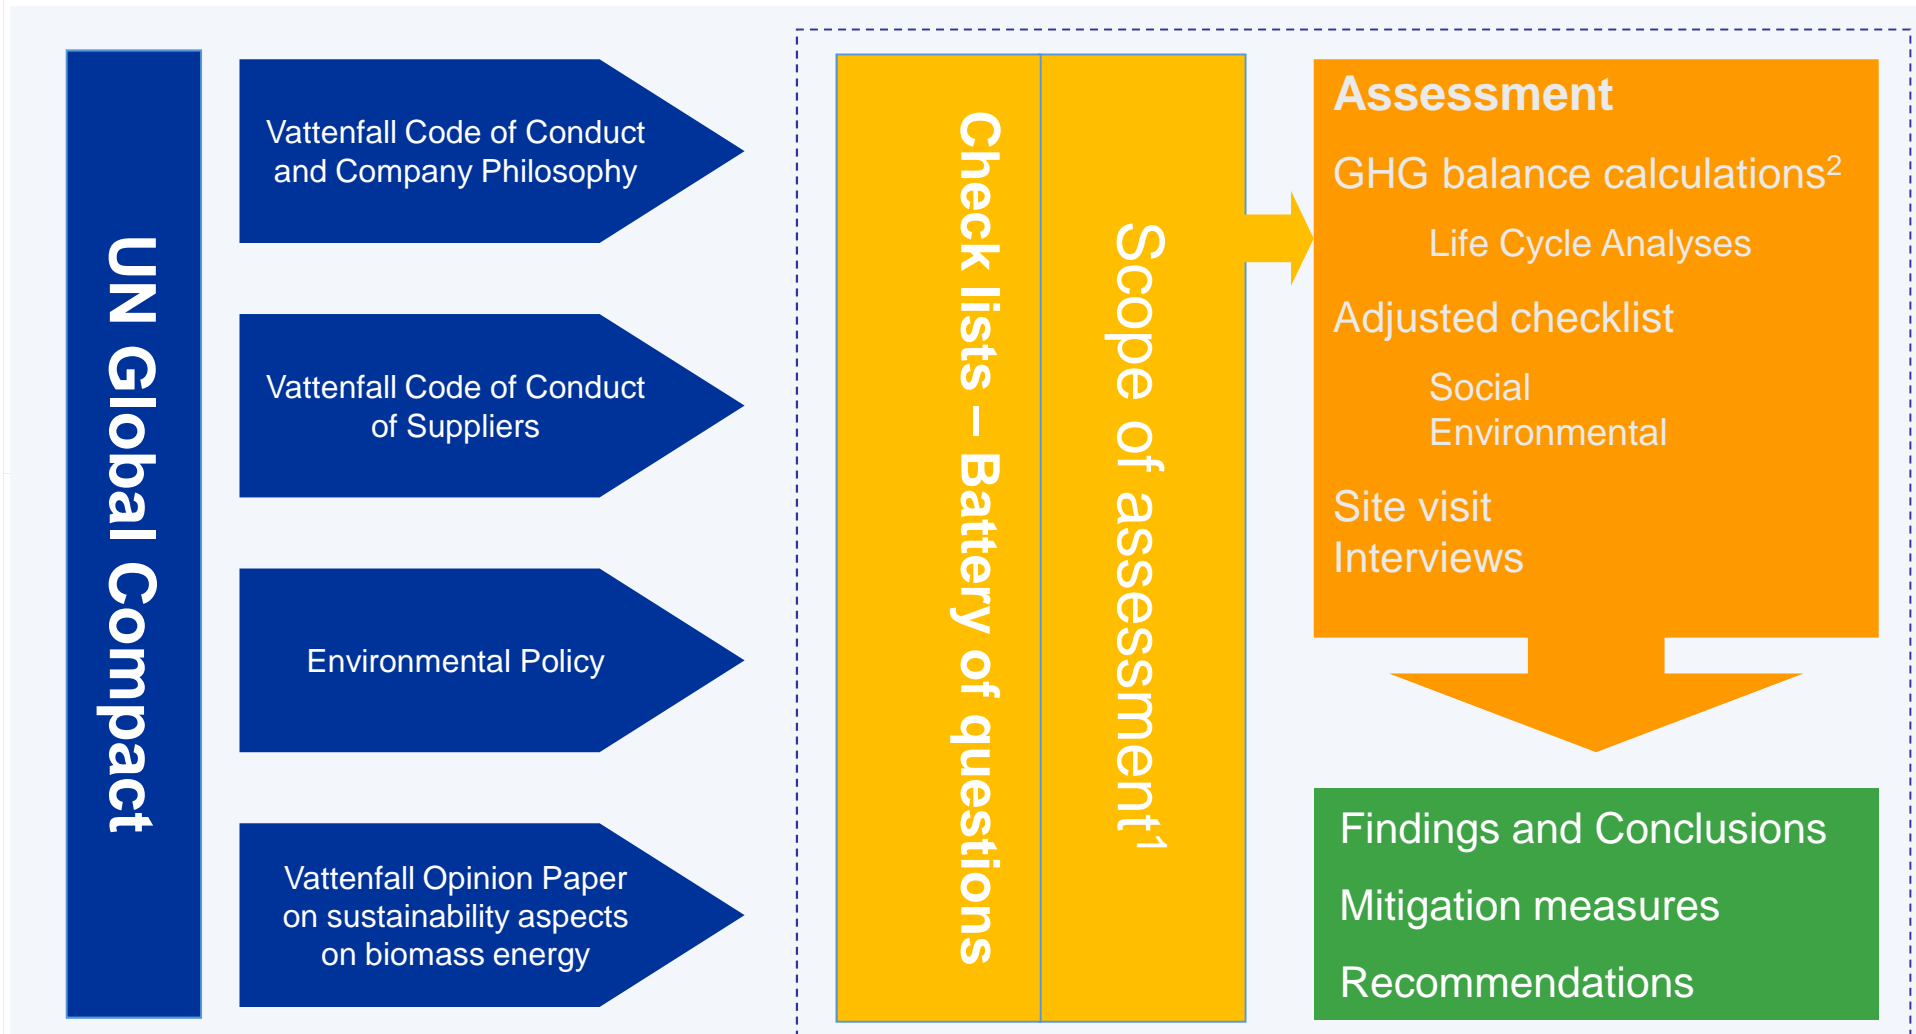 UN Global Compact
Vattenfall Code of Conduct
and Company Philosophy
Vattenfall Code of Conduct
of Suppliers
Environmental Policy
Vattenfall Opinion Paper
on sustainability aspects
on biomass energy
Check lists – Battery of questions
Scope of assessment¹
Assessment
GHG balance calculations²
Life Cycle Analyses
Adjusted checklist
Social
Environmental
Site visit
Interviews
Findings and Conclusions
Mitigation measures
Recommendations